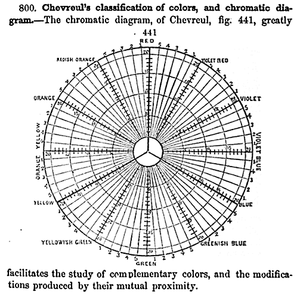 800. Chevreul's classification of colors, and chromatic dia-
gram.—The chromatic diagram, of Chevreul, fig. 441, greatly
441
RED
REDISH ORANGE
VIOLET RED
ORANGE
VIOLET
ORANGE YELLOW
VIOLET BLUE
YELLOW
BLUE
YELLOWISH GREEN
GREENISH BLUE
GREEN
facilitates the study of complementary colors, and the modifica-
tions produced by their mutual proximity.